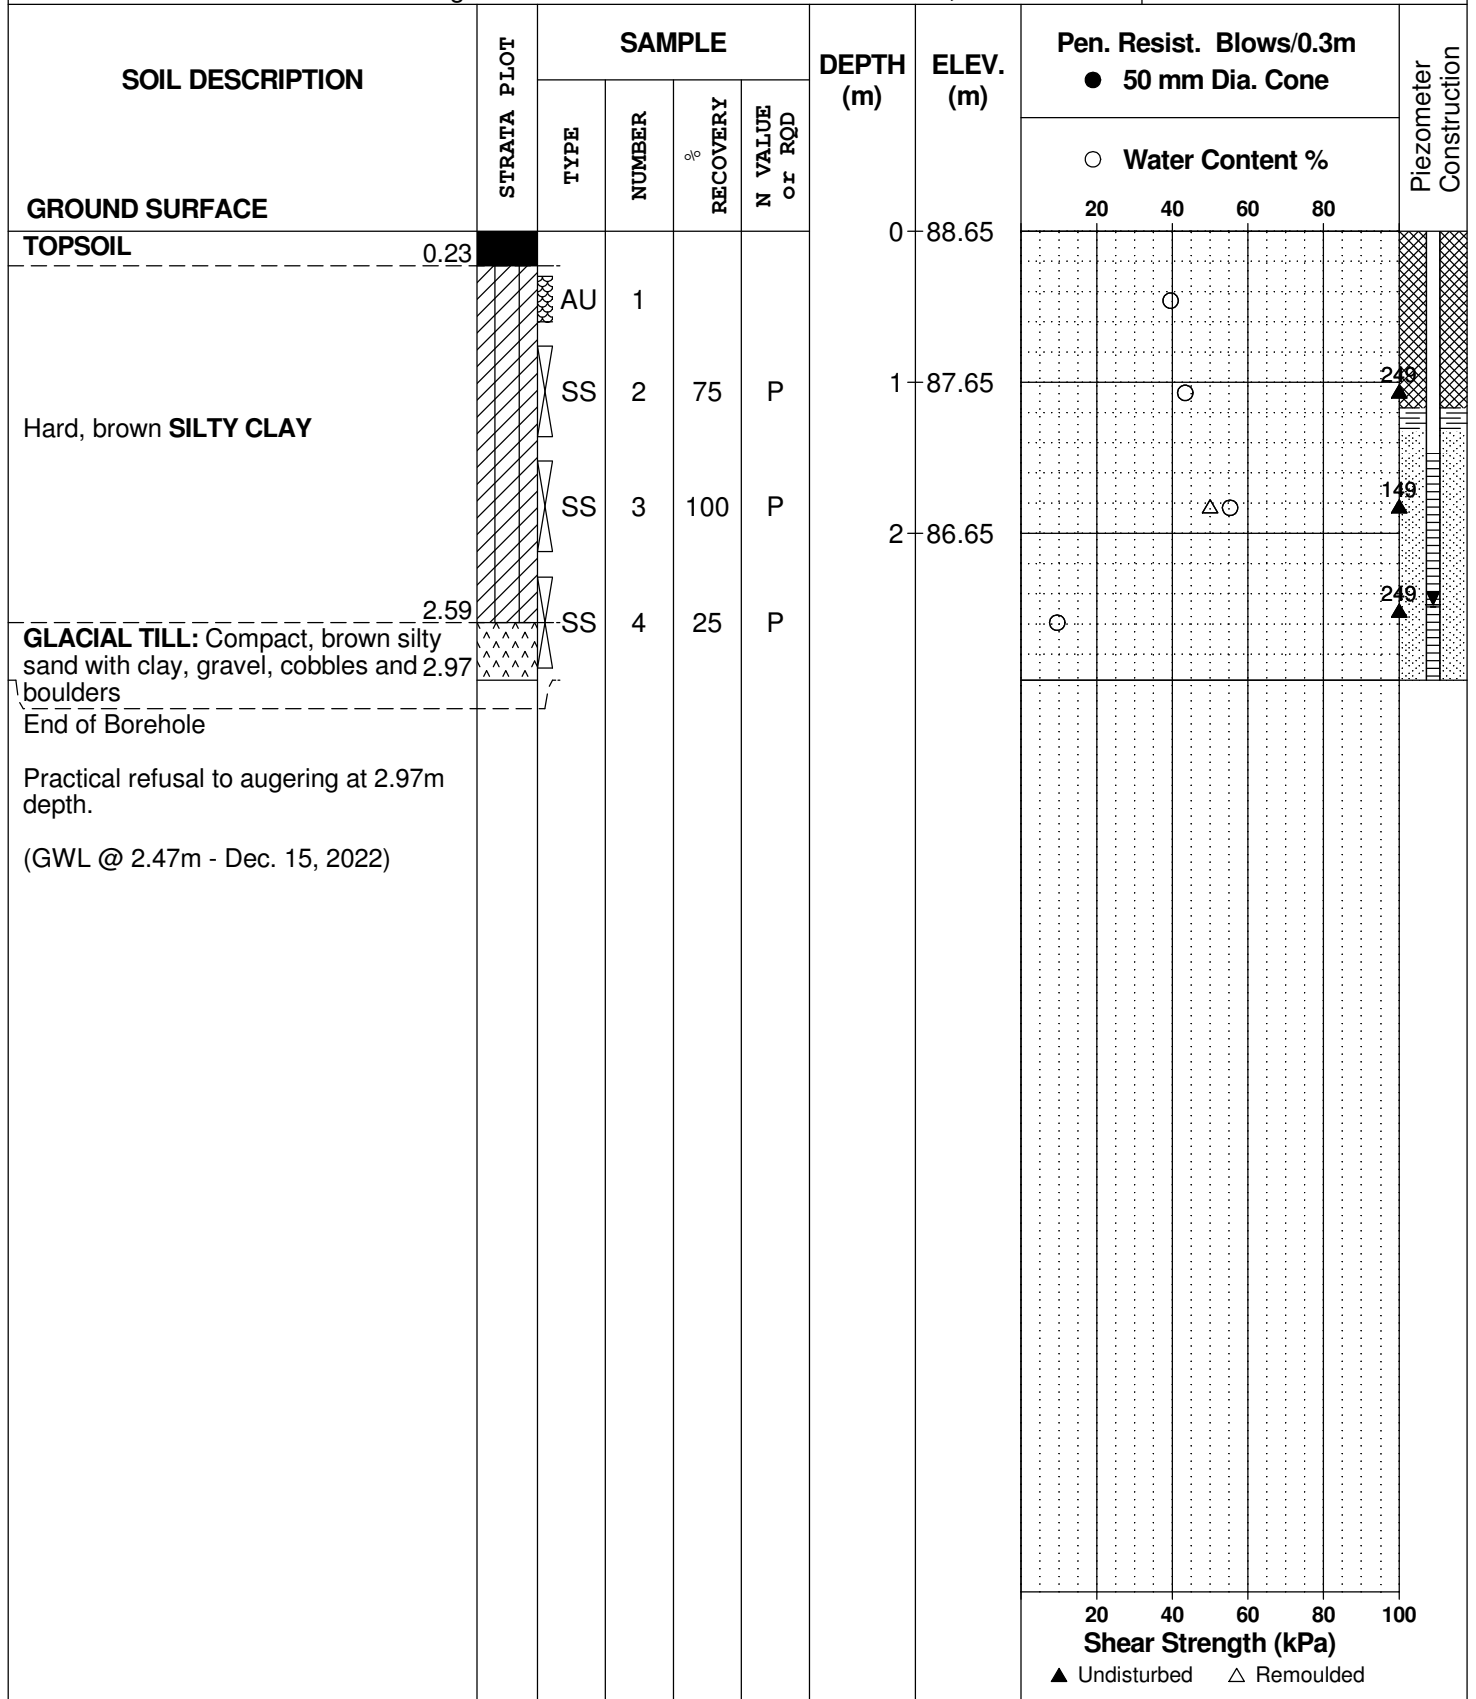 SOIL DESCRIPTION
GROUND SURFACE
STRATA PLOT
SAMPLE
TYPE
NUMBER
%
RECOVERY
N VALUE
or RQD
DEPTH
(m)
ELEV.
(m)
Pen. Resist. Blows/0.3m
● 50 mm Dia. Cone
○ Water Content %
20 40 60 80
Piezometer
Construction
TOPSOIL
0.23
0 88.65
AU 1
249
SS 2 75 P
1 87.65
Hard, brown SILTY CLAY
149
SS 3 100 P
2 86.65
249
2.59
SS 4 25 P
GLACIAL TILL: Compact, brown silty
sand with clay, gravel, cobbles and 2.97
boulders
End of Borehole
Practical refusal to augering at 2.97m
depth.
(GWL @ 2.47m - Dec. 15, 2022)
20 40 60 80 100
Shear Strength (kPa)
▲ Undisturbed △ Remoulded